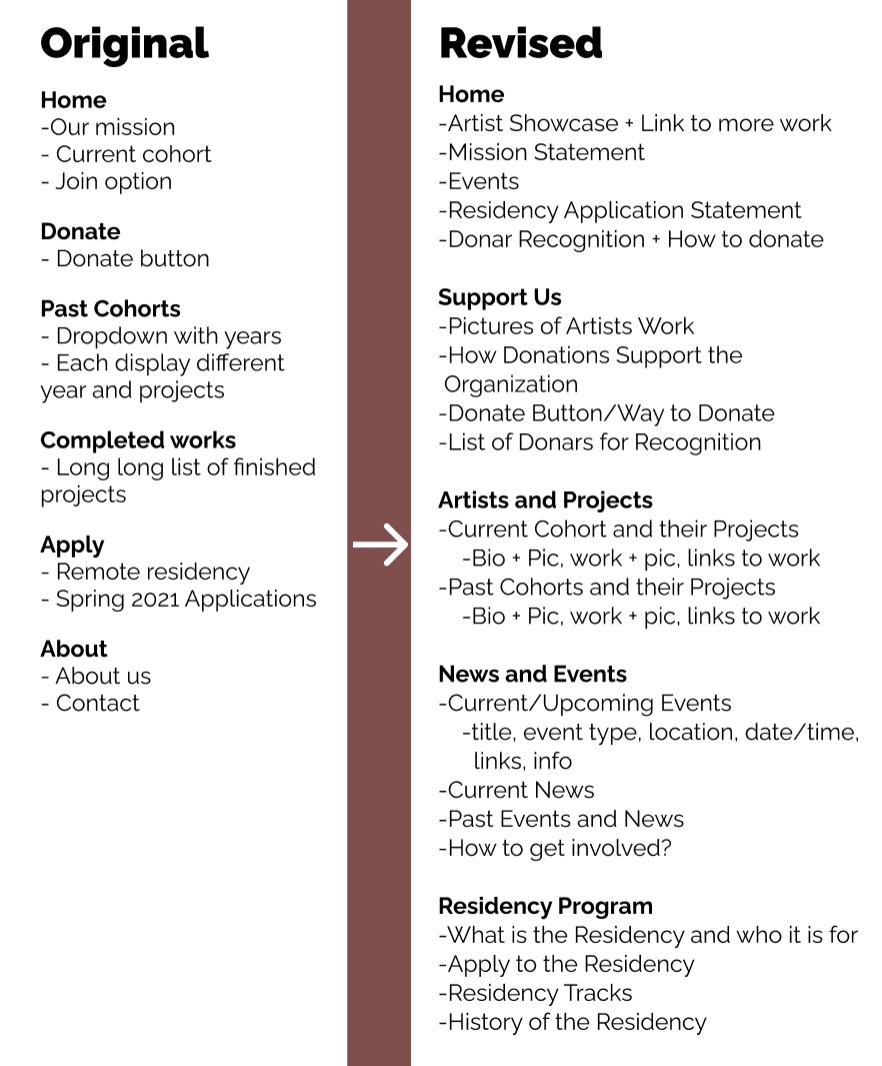 Original
Home
-Our mission
- Current cohort
- Join option
Donate
- Donate button
Past Cohorts
- Dropdown with years
- Each display different
year and projects
Completed works
- Long long list of finished
projects
Apply
- Remote residency
- Spring 2021 Applications
About
- About us
- Contact
Revised
Home
-Artist Showcase + Link to more work
-Mission Statement
-Events
-Residency Application Statement
-Donar Recognition + How to donate
Support Us
-Pictures of Artists Work
-How Donations Support the
Organization
-Donate Button/Way to Donate
-List of Donars for Recognition
Artists and Projects
-Current Cohort and their Projects
-Bio + Pic, work + pic, links to work
-Past Cohorts and their Projects
-Bio + Pic, work + pic, links to work
News and Events
-Current/Upcoming Events
-title, event type, location, date/time,
links, info
-Current News
-Past Events and News
-How to get involved?
Residency Program
-What is the Residency and who it is for
-Apply to the Residency
-Residency Tracks
-History of the Residency